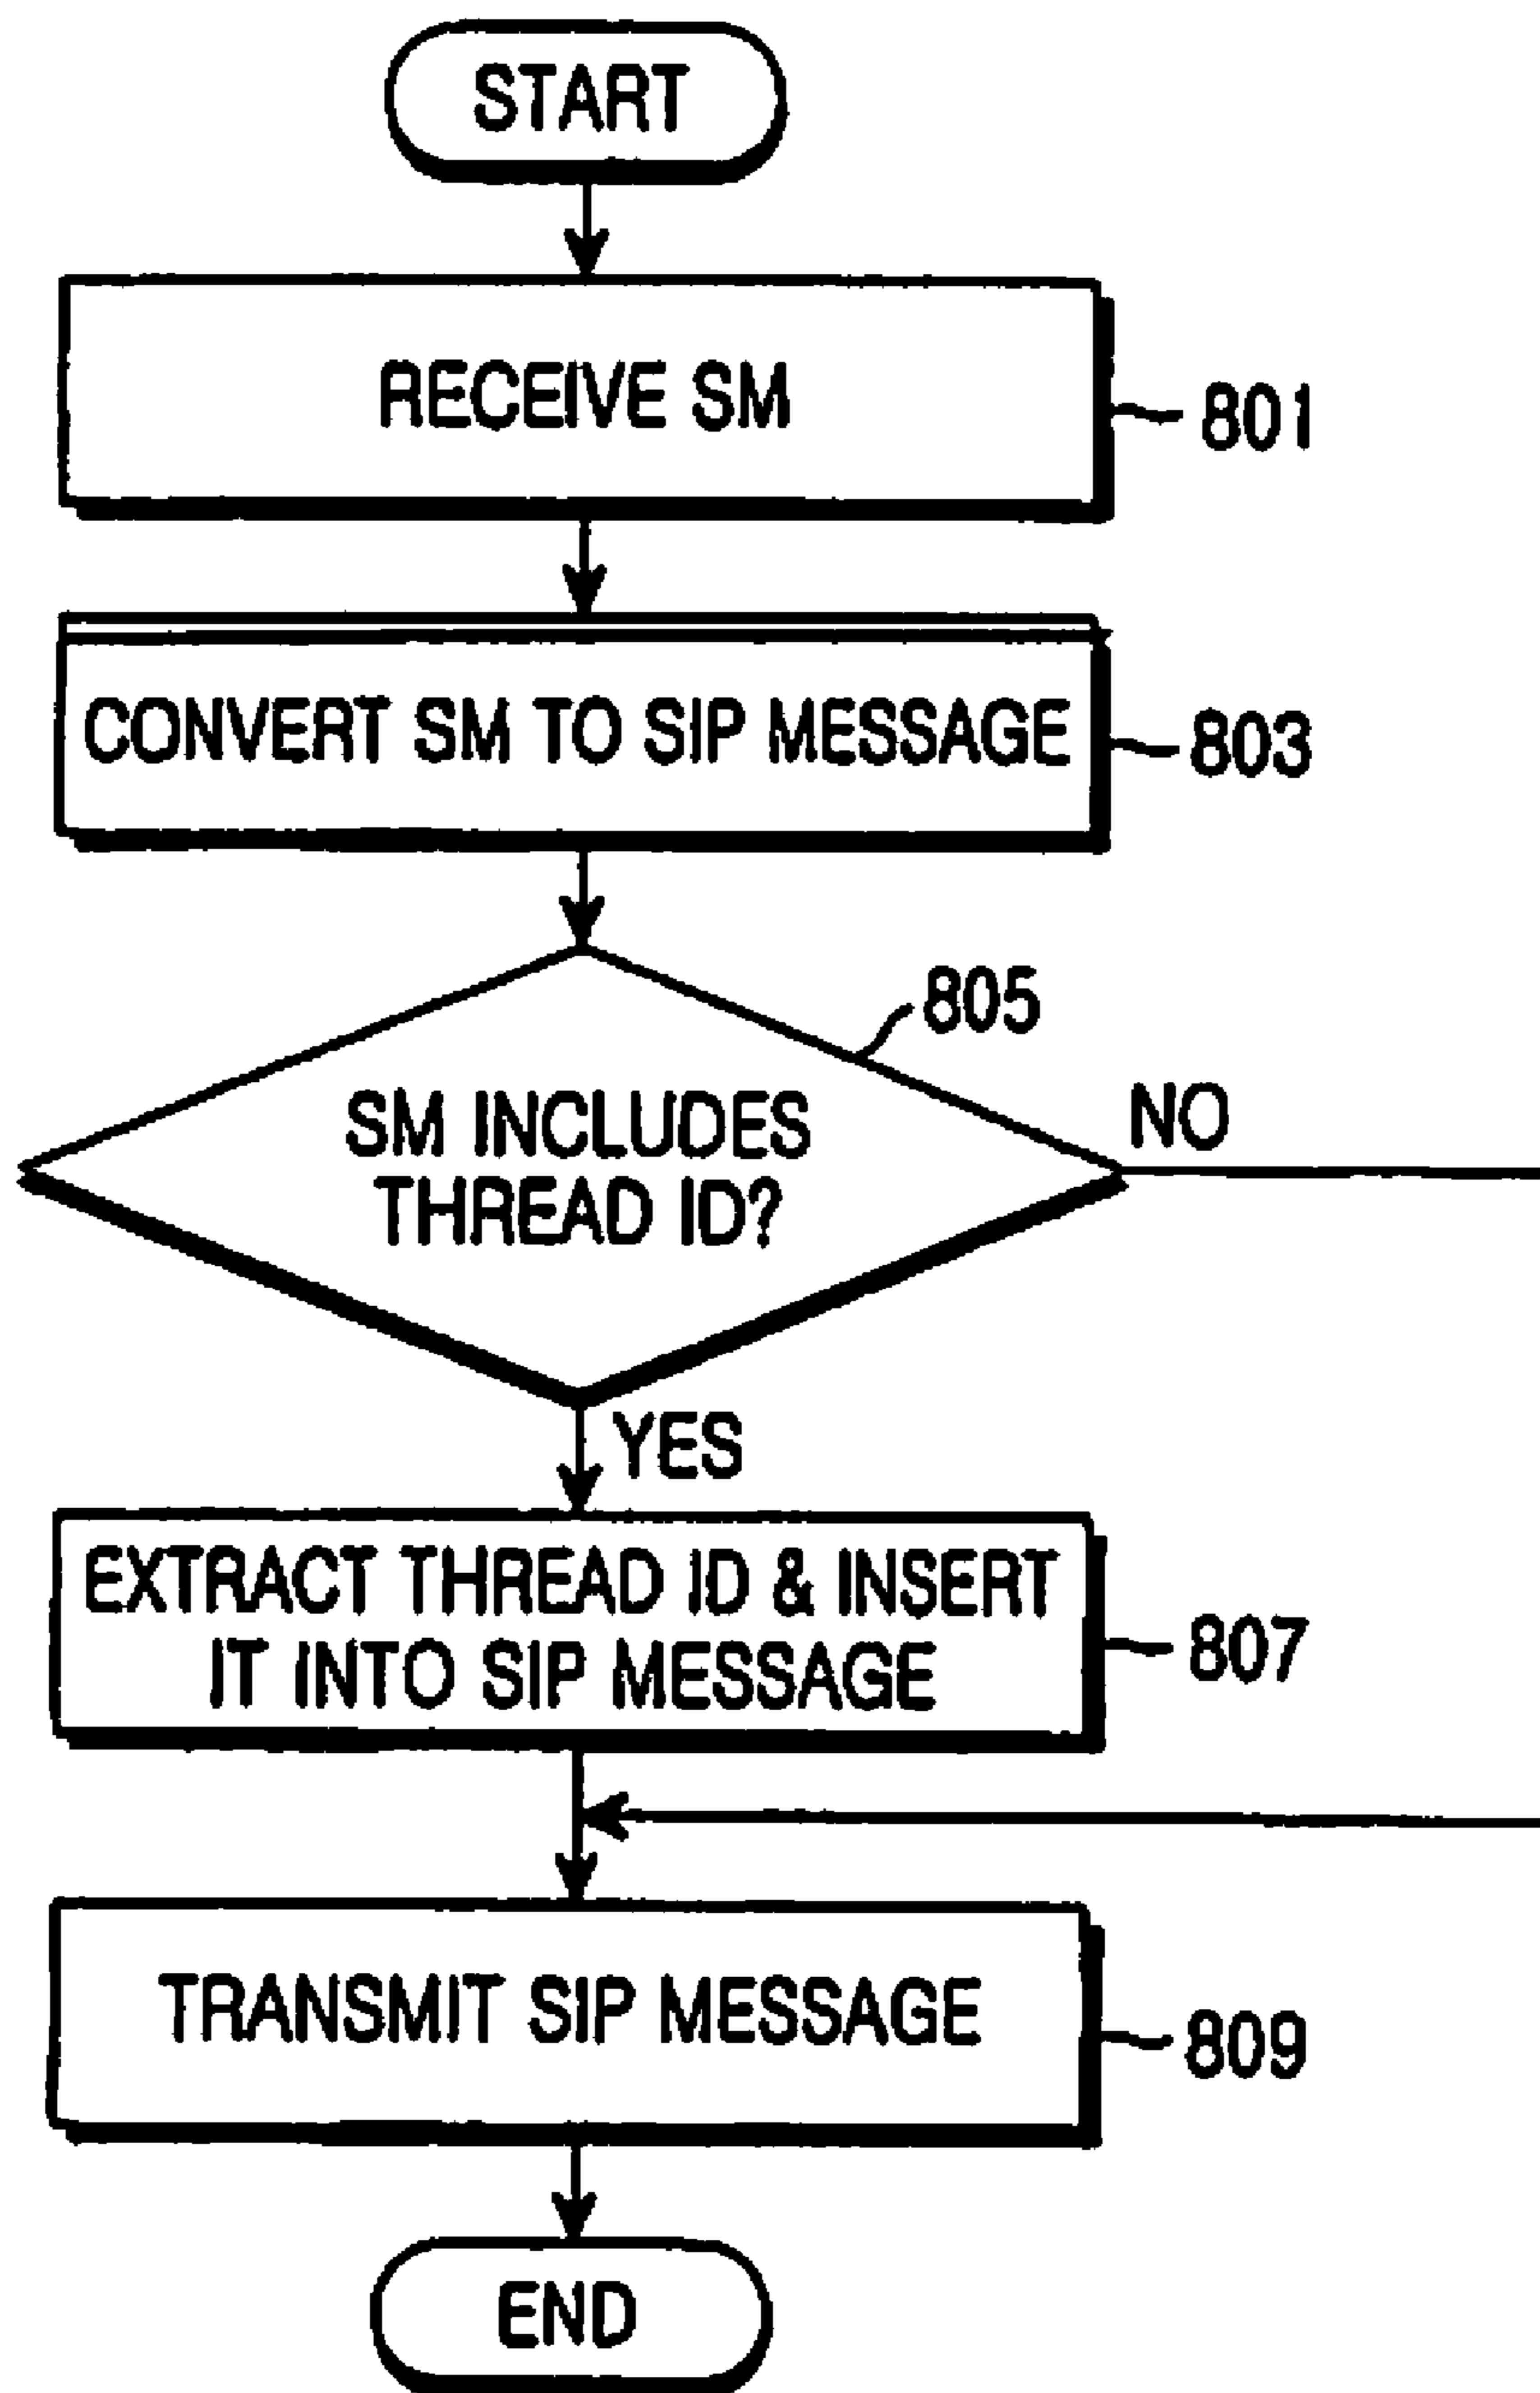 START
RECEIVE SM
801
CONVERT SM TO SIP MESSAGE
803
805
SM INCLUDES
THREAD ID?
NO
YES
EXTRACT THREAD ID & INSERT
IT INTO SIP MESSAGE
807
TRANSMIT SIP MESSAGE
809
END